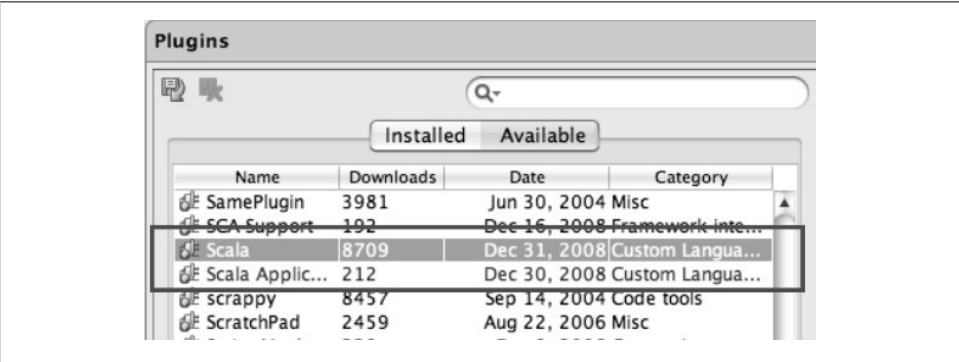 Plugins
Installed Available
Name Downloads Date Category
SamePlugin 3981 Jun 30, 2004 Misc
SCA Support 192 Dec 16, 2008 Framework inte...
Scala 8709 Dec 31, 2008 Custom Langua...
Scala Applic... 212 Dec 30, 2008 Custom Langua...
scrappy 8457 Sep 14, 2004 Code tools
ScratchPad 2459 Aug 22, 2006 Misc